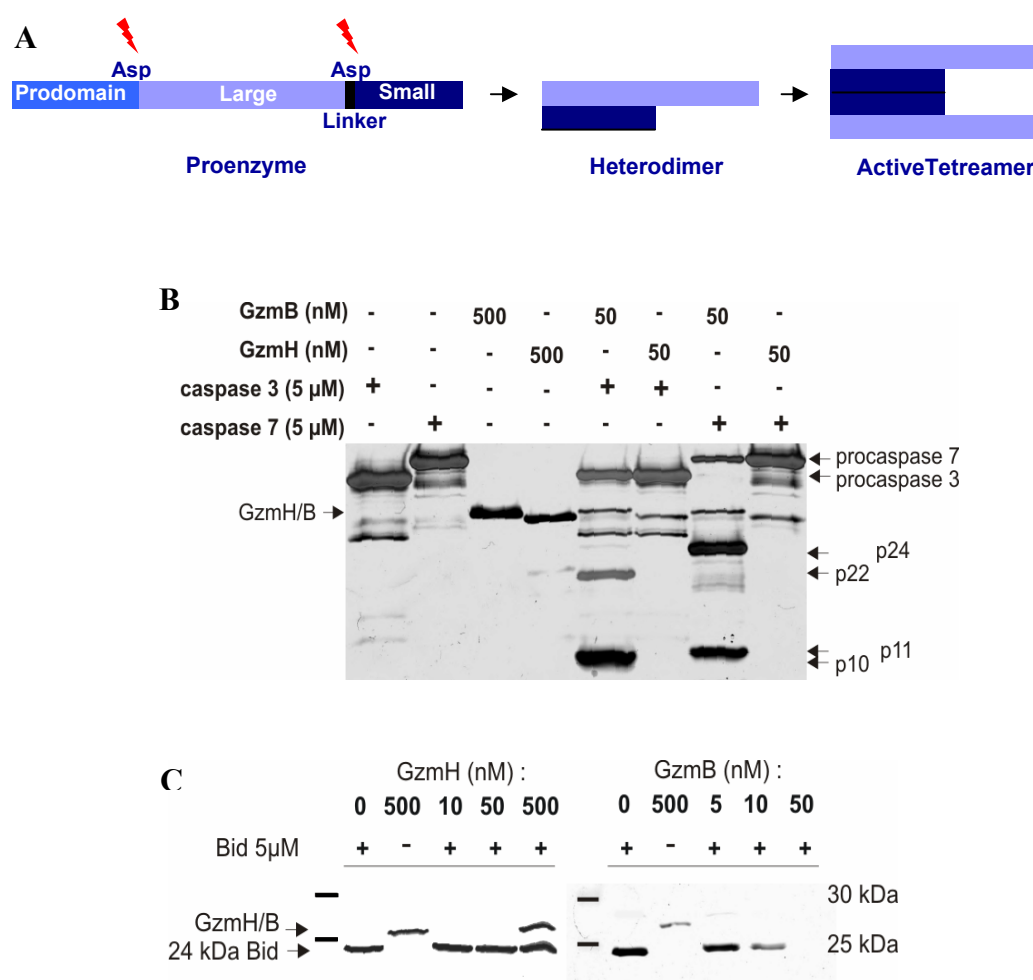 A
Asp Asp
Prodomain Large Small
Linker
Proenzyme Heterodimer ActiveTetreamer
B
GzmB (nM) - - 500 - 50 - 50 -
GzmH (nM) - - - 500 - 50 - 50
caspase 3 (5 µM) + - - - + + - -
caspase 7 (5 µM) - + - - - - + +
procaspase 7
procaspase 3
GzmH/B
p24
p22
p11
p10
C
GzmH (nM) : GzmB (nM) :
0 500 10 50 500 0 500 5 10 50
Bid 5µM + - + + + + - + + +
30 kDa
GzmH/B
24 kDa Bid 25 kDa